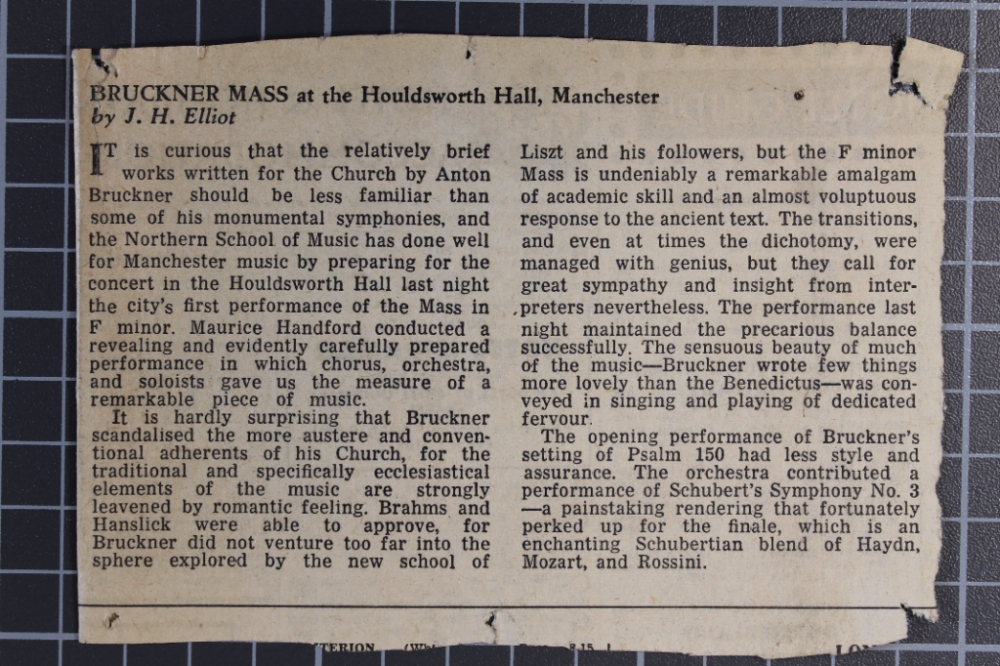 BRUCKNER MASS at the Houldsworth Hall, Manchester
by J. H. Elliot
IT is curious that the relatively brief
works written for the Church by Anton
Bruckner should be less familiar than
some of his monumental symphonies, and
the Northern School of Music has done well
for Manchester music by preparing for the
concert in the Houldsworth Hall last night
the city's first performance of the Mass in
F minor. Maurice Handford conducted a
revealing and evidently carefully prepared
performance in which chorus, orchestra,
and soloists gave us the measure of a
remarkable piece of music.
It is hardly surprising that Bruckner
scandalised the more austere and conven-
tional adherents of his Church, for the
traditional and specifically ecclesiastical
elements of the music are strongly
leavened by romantic feeling. Brahms and
Hanslick were able to approve, for
Bruckner did not venture too far into the
sphere explored by the new school of
Liszt and his followers, but the F minor
Mass is undeniably a remarkable amalgam
of academic skill and an almost voluptuous
response to the ancient text. The transitions,
and even at times the dichotomy, were
managed with genius, but they call for
great sympathy and insight from inter-
preters nevertheless. The performance last
night maintained the precarious balance
successfully. The sensuous beauty of much
of the music—Bruckner wrote few things
more lovely than the Benedictus—was con-
veyed in singing and playing of dedicated
fervour.
The opening performance of Bruckner's
setting of Psalm 150 had less style and
assurance. The orchestra contributed a
performance of Schubert's Symphony No. 3
—a painstaking rendering that fortunately
perked up for the finale, which is an
enchanting Schubertian blend of Haydn,
Mozart, and Rossini.
TERION 8.15 LON